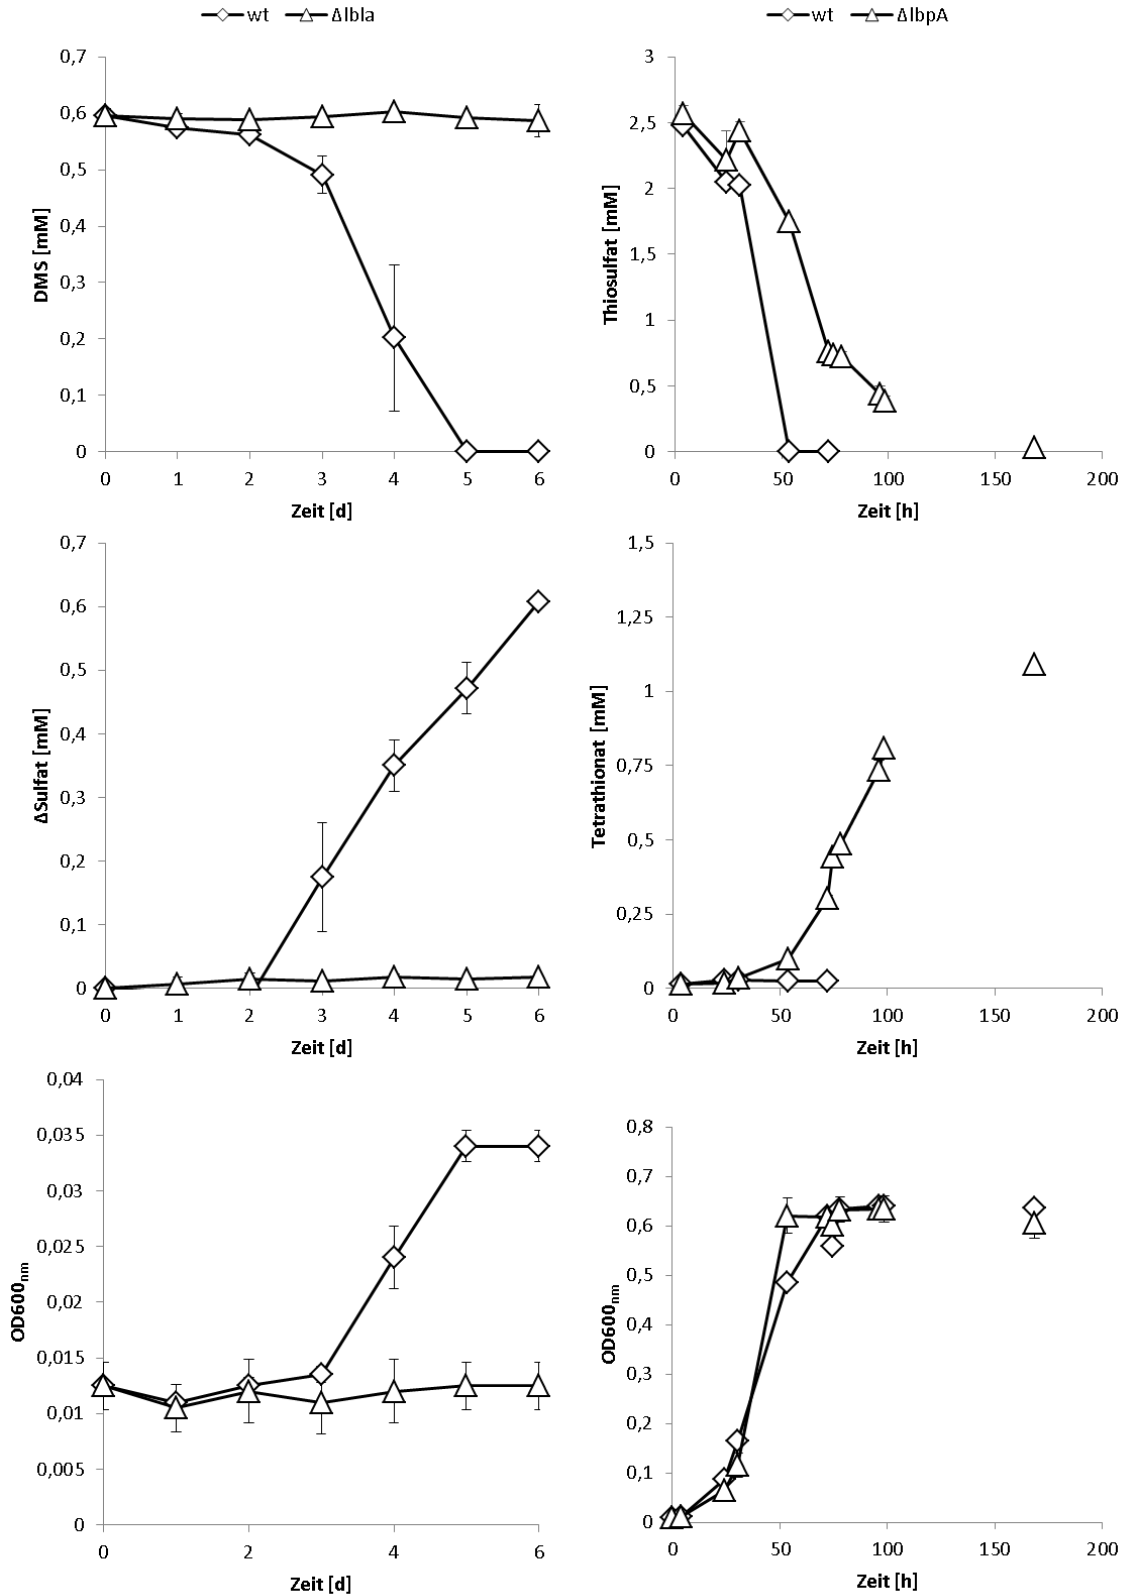 wt ΔIbIa
wt ΔIbpA
0,7
0,6
0,5
0,4
0,3
0,2
0,1
0
DMS [mM]
0 1 2 3 4 5 6
Zeit [d]
3
2,5
2
1,5
1
0,5
0
Thiosulfat [mM]
0 50 100 150 200
Zeit [h]
0,7
0,6
0,5
0,4
0,3
0,2
0,1
0
ΔSulfat [mM]
0 1 2 3 4 5 6
Zeit [d]
1,5
1,25
1
0,75
0,5
0,25
0
Tetrathionat [mM]
0 50 100 150 200
Zeit [h]
0,04
0,035
0,03
0,025
0,02
0,015
0,01
0,005
0
OD600nm
0 2 4 6
Zeit [d]
0,8
0,7
0,6
0,5
0,4
0,3
0,2
0,1
0
OD600nm
0 50 100 150 200
Zeit [h]